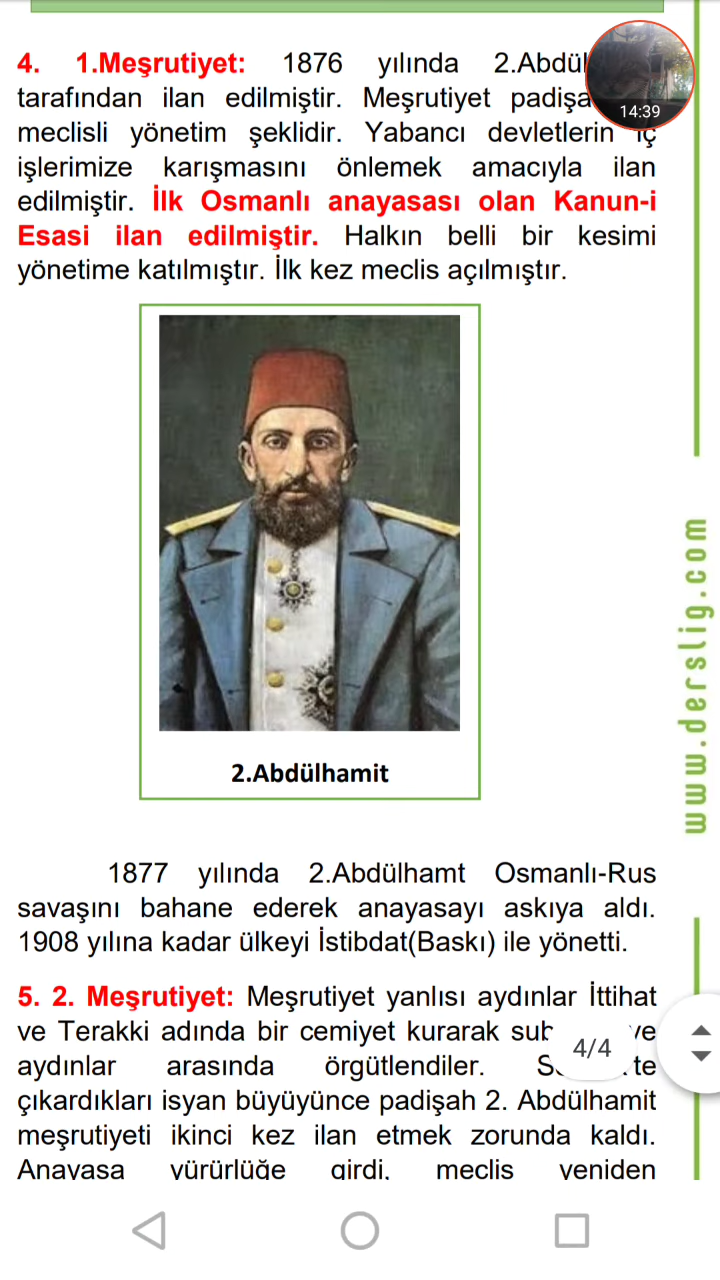 4. 1.Meşrutiyet: 1876 yılında
tarafından ilan edilmiştir. Meşrutiyet
meclisli yönetim şeklidir. Yabancı devletlerin iç
işlerimize karışmasını önlemek amacıyla ilan
edilmiştir. İlk Osmanlı anayasası olan Kanun-i
Esasi ilan edilmiştir. Halkın belli bir kesimi
yönetime katılmıştır. İlk kez meclis açılmıştır.
14:39
2.Abdülhamit
www.derslig.com
1877 yılında 2.Abdülhamt Osmanlı-Rus
savaşını bahane ederek anayasayı askıya aldı.
1908 yılına kadar ülkeyi İstibdat(Baskı) ile yönetti.
5. 2. Meşrutiyet: Meşrutiyet yanlısı aydınlar İttihat
ve Terakki adında bir cemiyet kurarak
aydınlar arasında örgütlendiler.
4/4
çıkardıkları isyan büyüyünce padişah 2. Abdülhamit
meşrutiyeti ikinci kez ilan etmek zorunda kaldı.
Anayasa yürürlüğe girdi, meclis yeniden